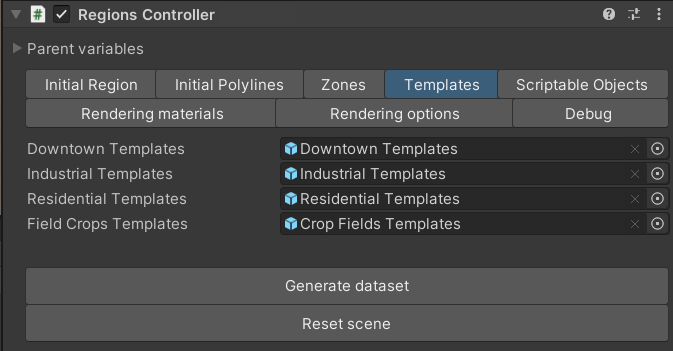 Regions Controller
Parent variables
Initial Region Initial Polylines Zones Templates Scriptable Objects
Rendering materials Rendering options Debug
Downtown Templates Downtown Templates
Industrial Templates Industrial Templates
Residential Templates Residential Templates
Field Crops Templates Crop Fields Templates
Generate dataset
Reset scene